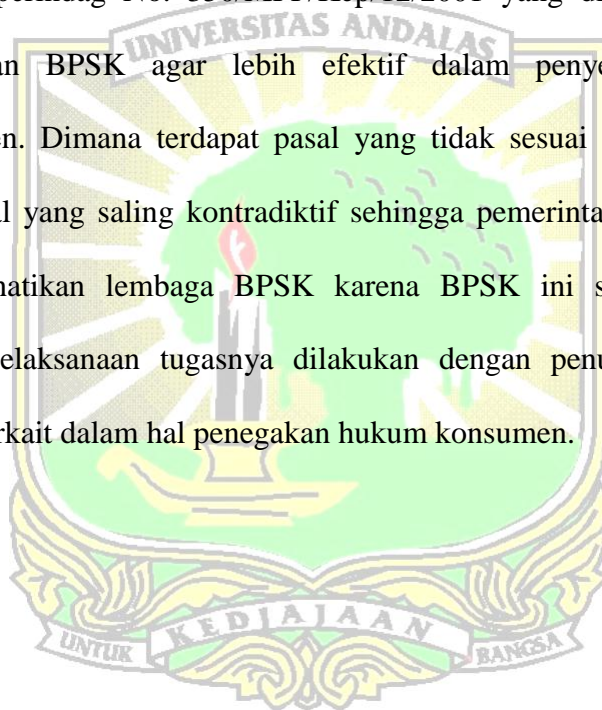 UNIVERSITAS ANDALAS
an BPSK agar lebih efektif dalam penye
en. Dimana terdapat pasal yang tidak sesuai
al yang saling kontradiktif sehingga pemerinta
natikan lembaga BPSK karena BPSK ini s
elaksanaan tugasnya dilakukan dengan penu
rkait dalam hal penegakan hukum konsumen.
UNTUK KEDJAJAAN BANGSA